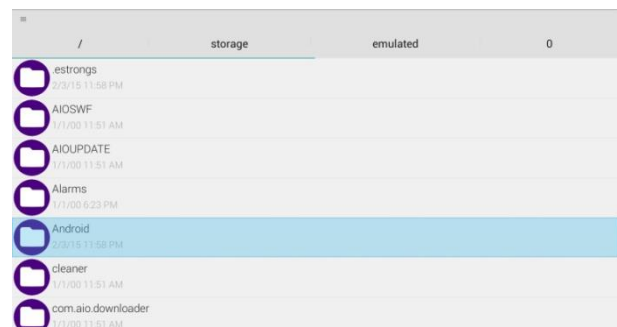 / storage emulated 0
.estrongs
2/3/15 11:58 PM
AIOSWF
1/1/00 11:51 AM
AIOUPDATE
1/1/00 11:51 AM
Alarms
1/1/00 6:23 PM
Android
2/3/15 11:58 PM
cleaner
1/1/00 11:51 AM
com.aio.downloader
1/1/00 11:51 AM